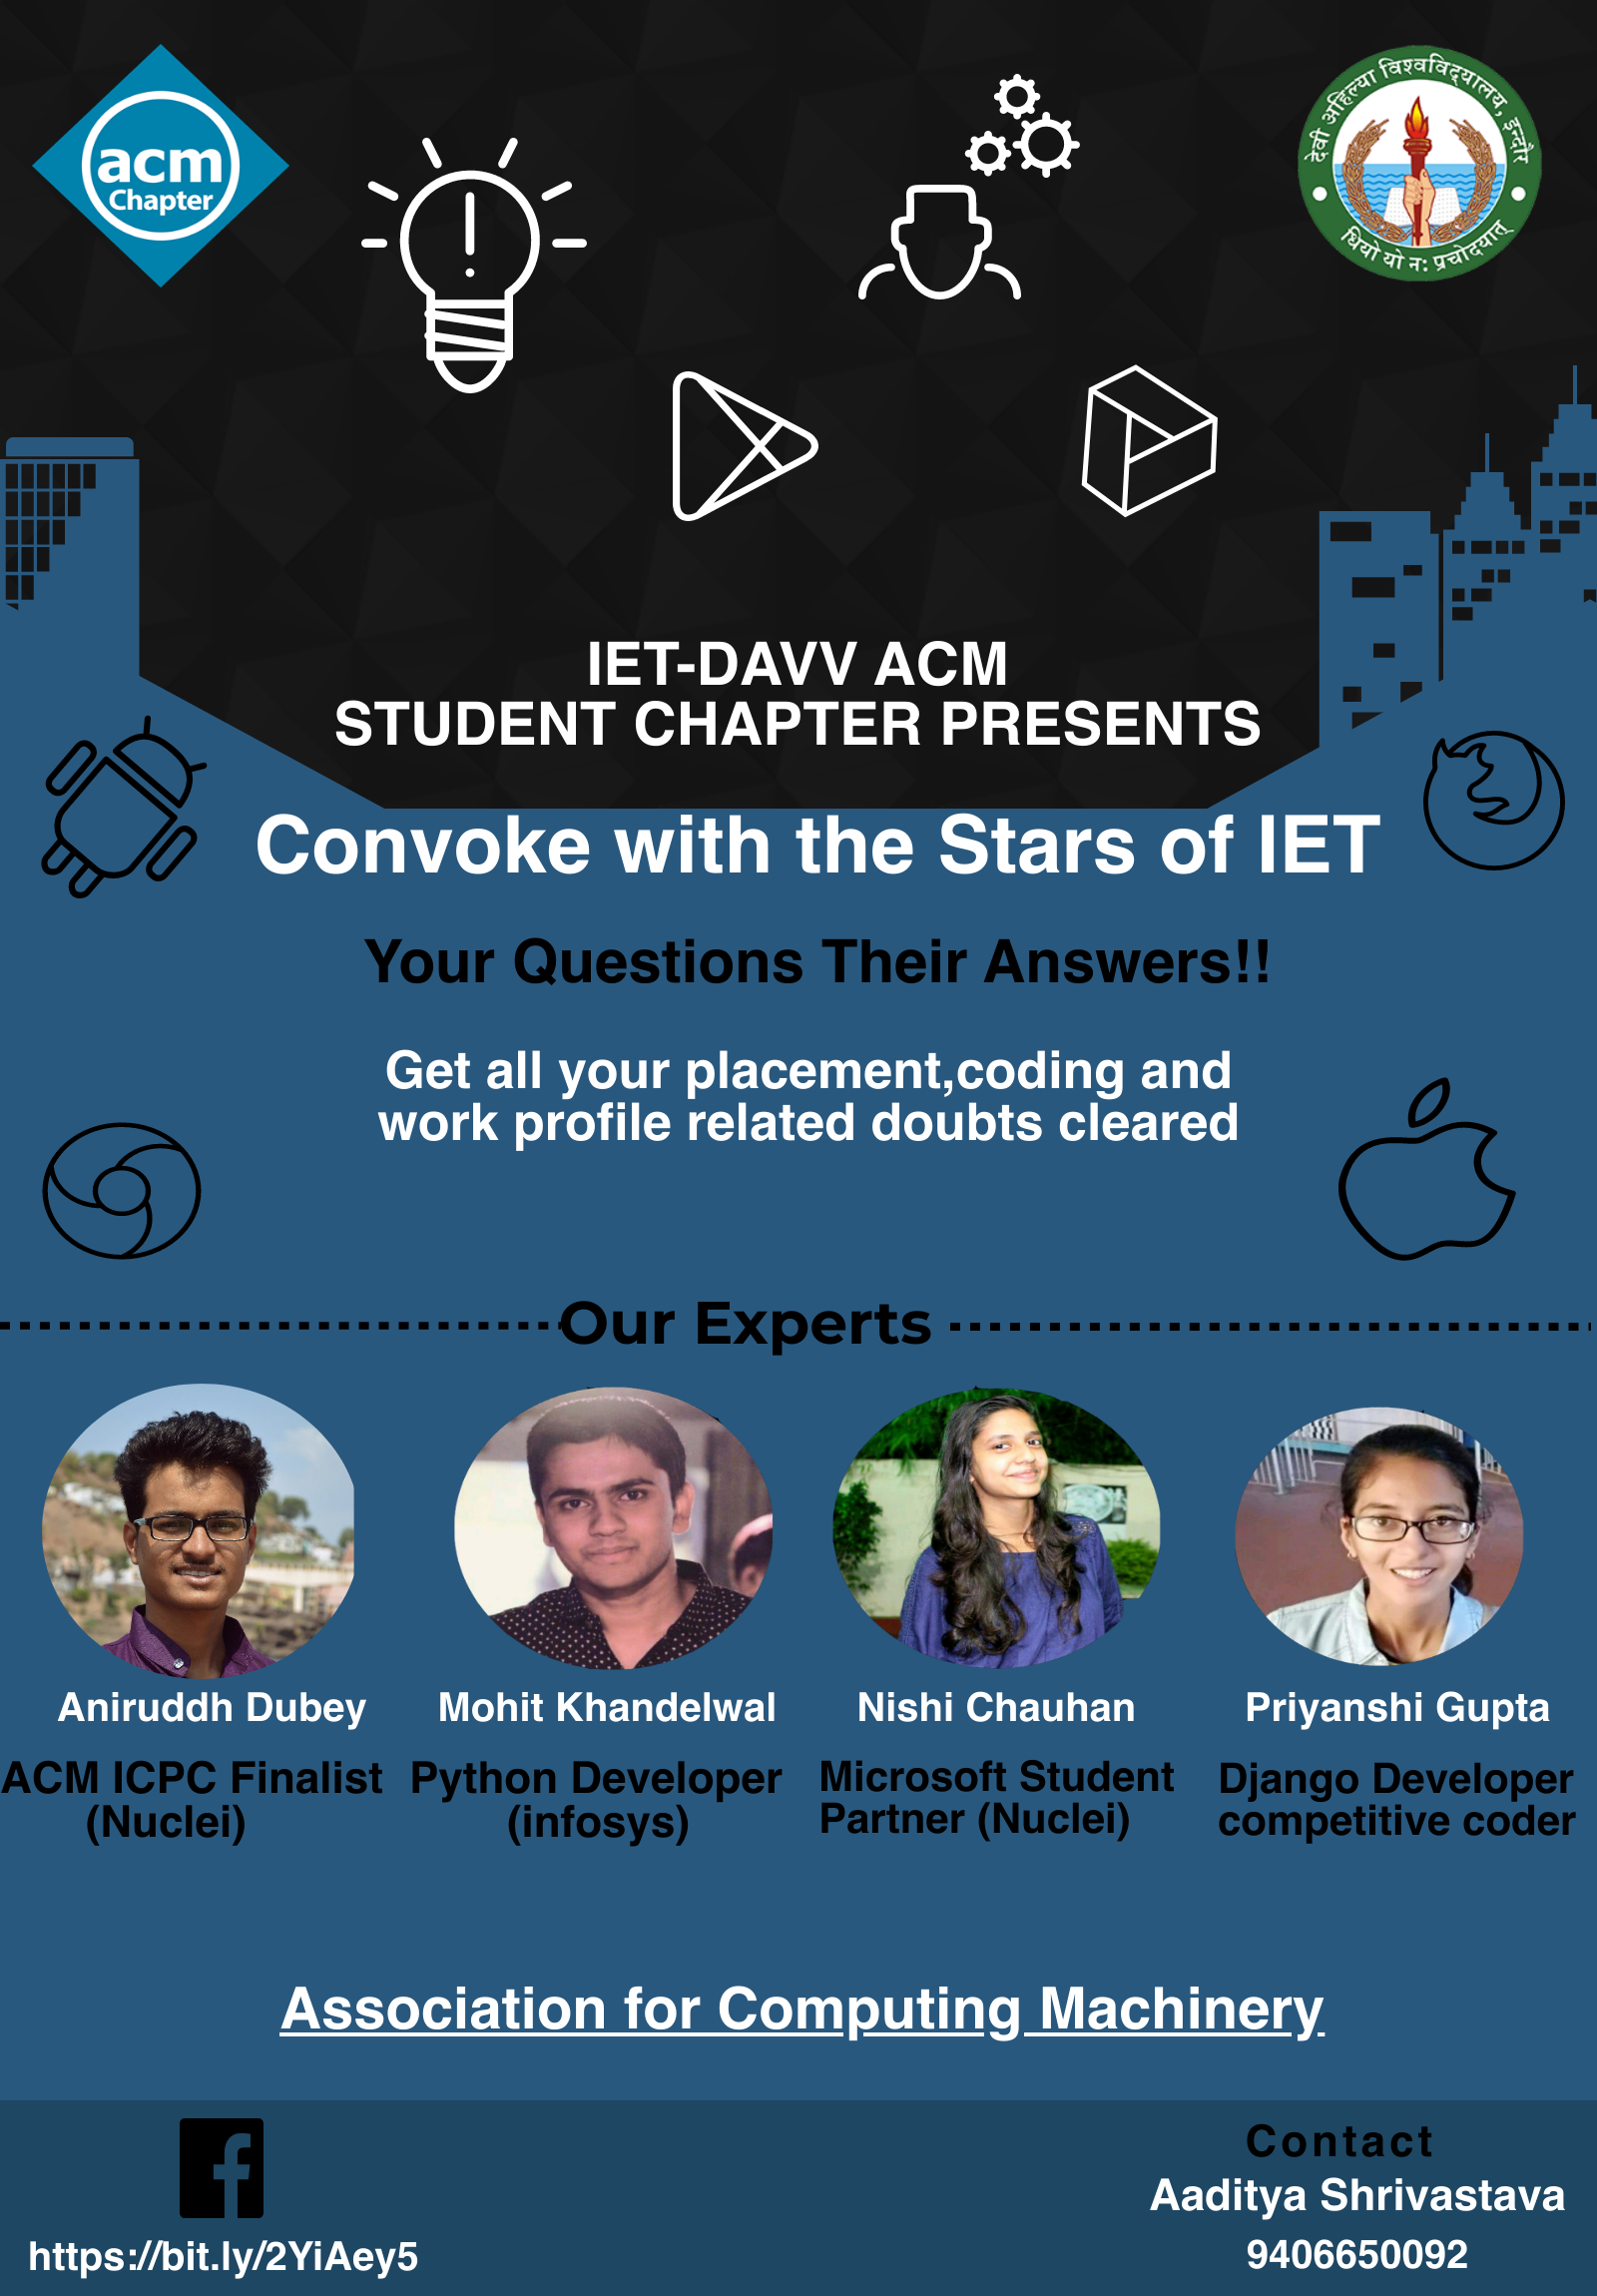 acm
Chapter
देवी अहिल्या विश्वविद्यालय, इन्दौर
धियो यो नः प्रचोदयात्
IET-DAVV ACM
STUDENT CHAPTER PRESENTS
Convoke with the Stars of IET
Your Questions Their Answers!!
Get all your placement,coding and
work profile related doubts cleared
Our Experts
Aniruddh Dubey
ACM ICPC Finalist
(Nuclei)
Mohit Khandelwal
Python Developer
(infosys)
Nishi Chauhan
Microsoft Student
Partner (Nuclei)
Priyanshi Gupta
Django Developer
competitive coder
Association for Computing Machinery
https://bit.ly/2YiAey5
Contact
Aaditya Shrivastava
9406650092